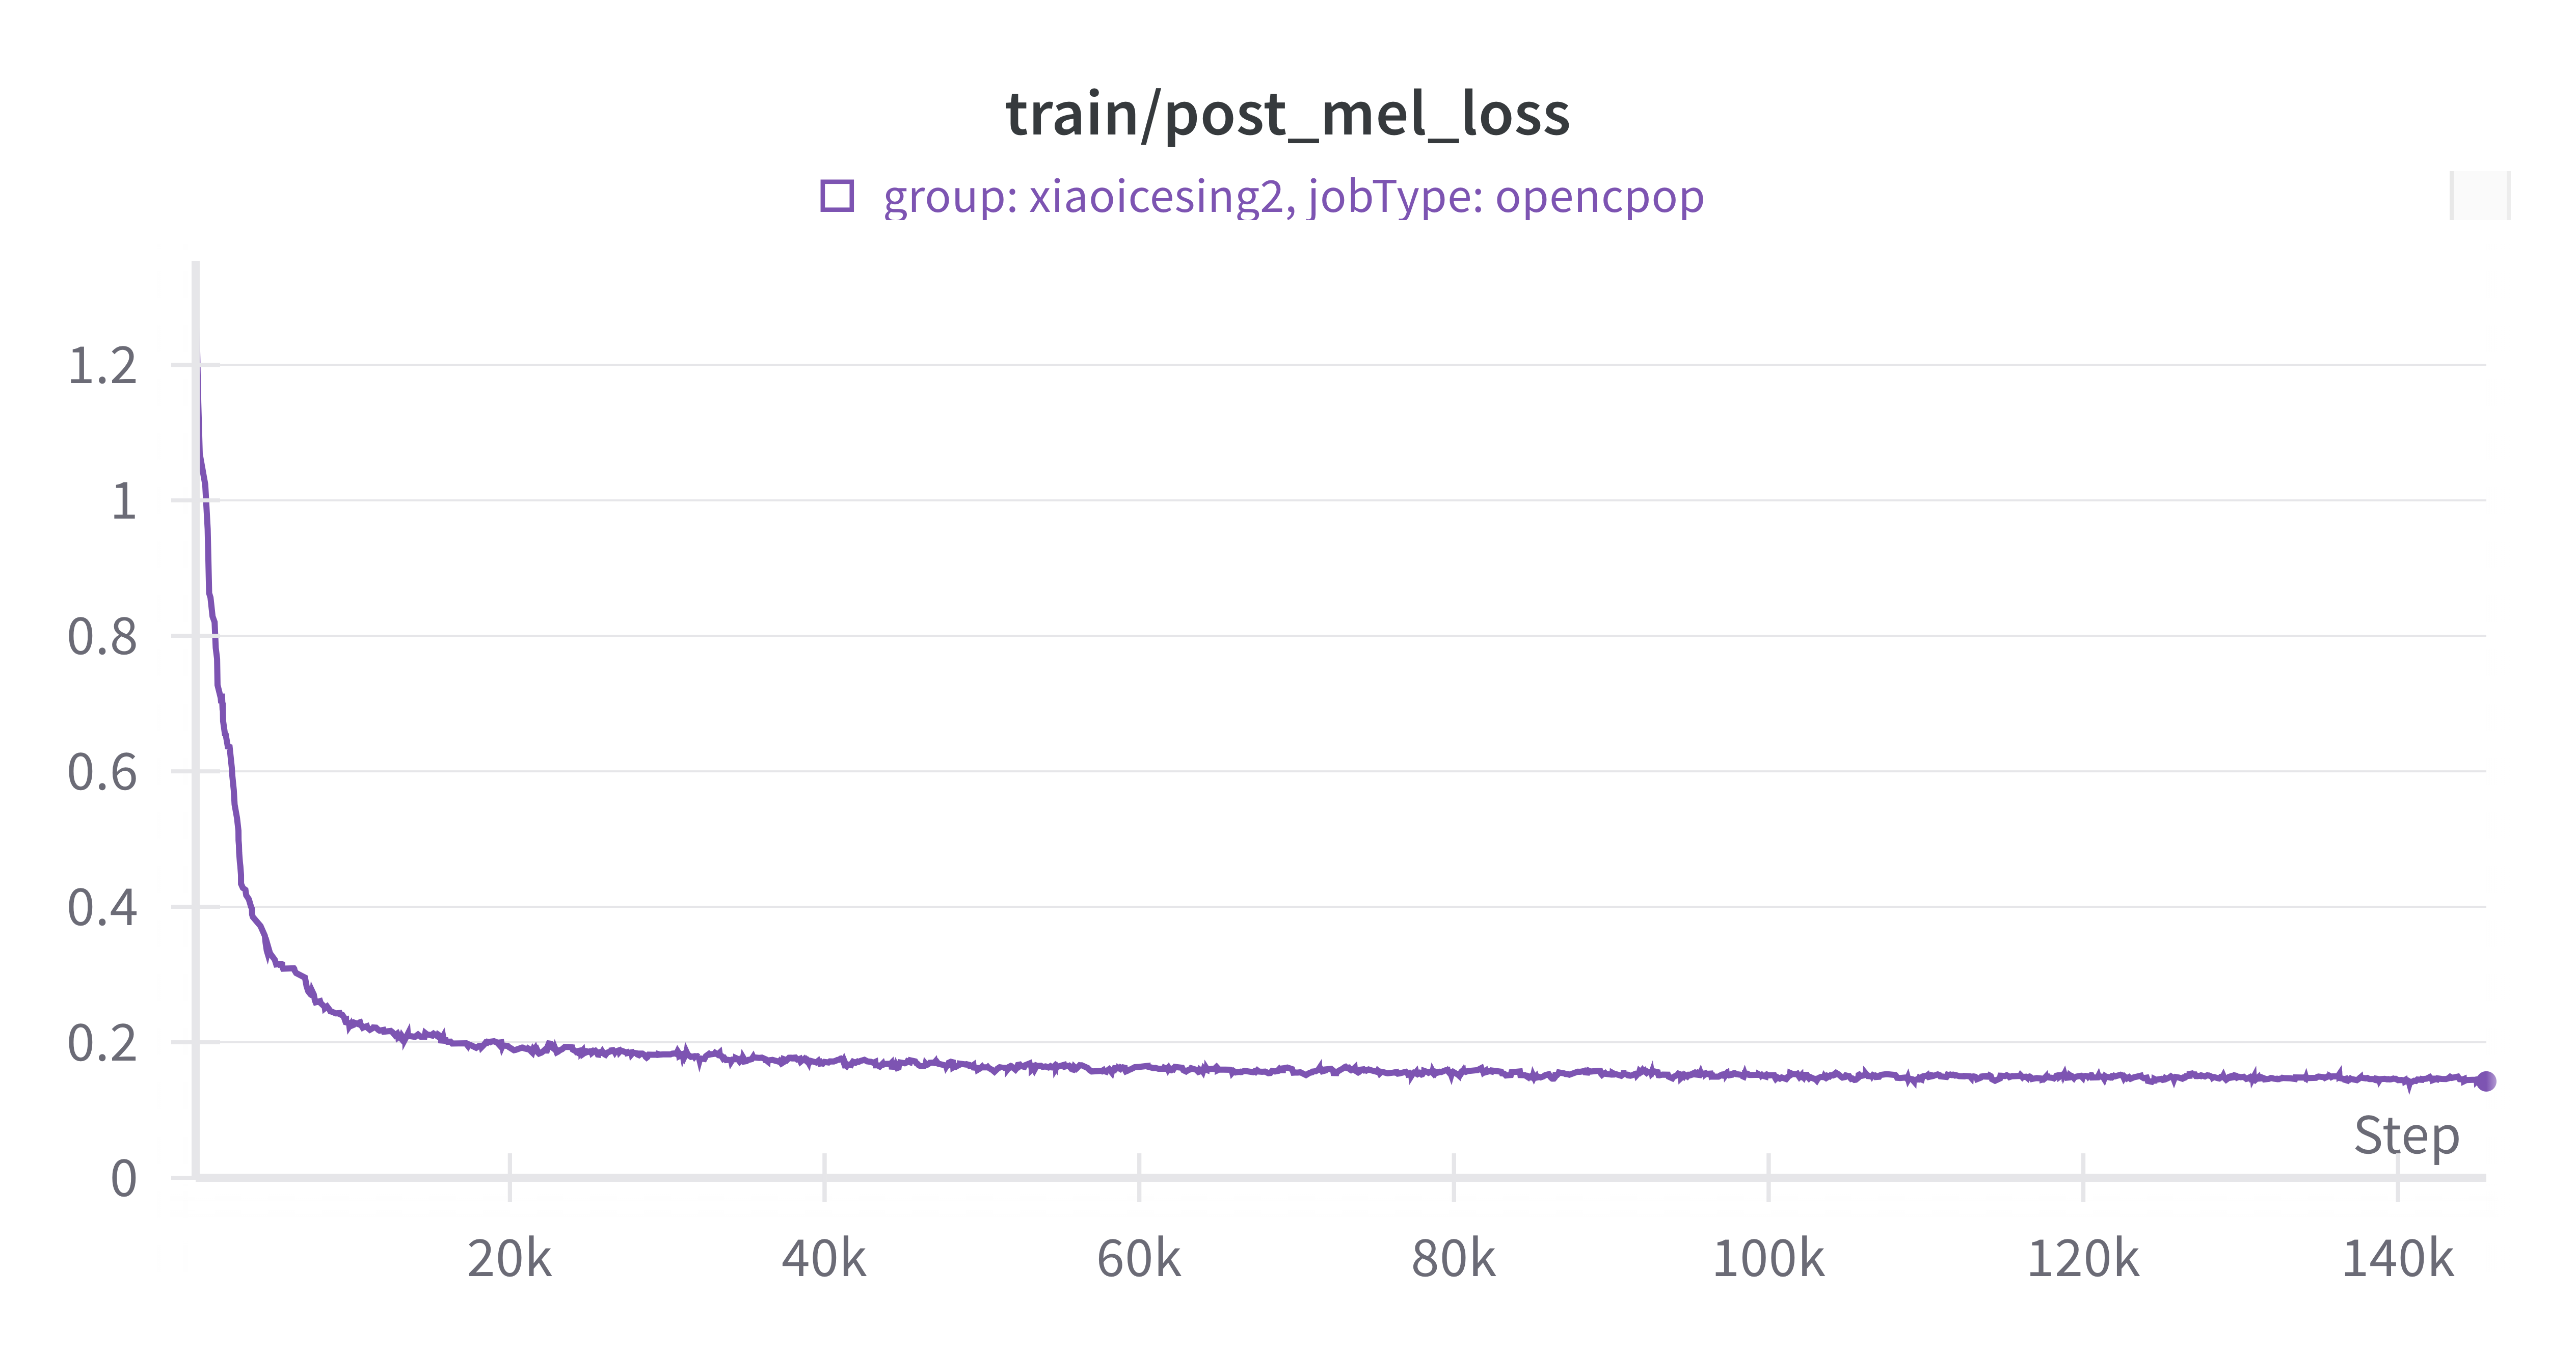 train/post_mel_loss
group: xiaoicesing2, jobType: opencpop
1.2
1
0.8
0.6
0.4
0.2
0
Step
20k 40k 60k 80k 100k 120k 140k